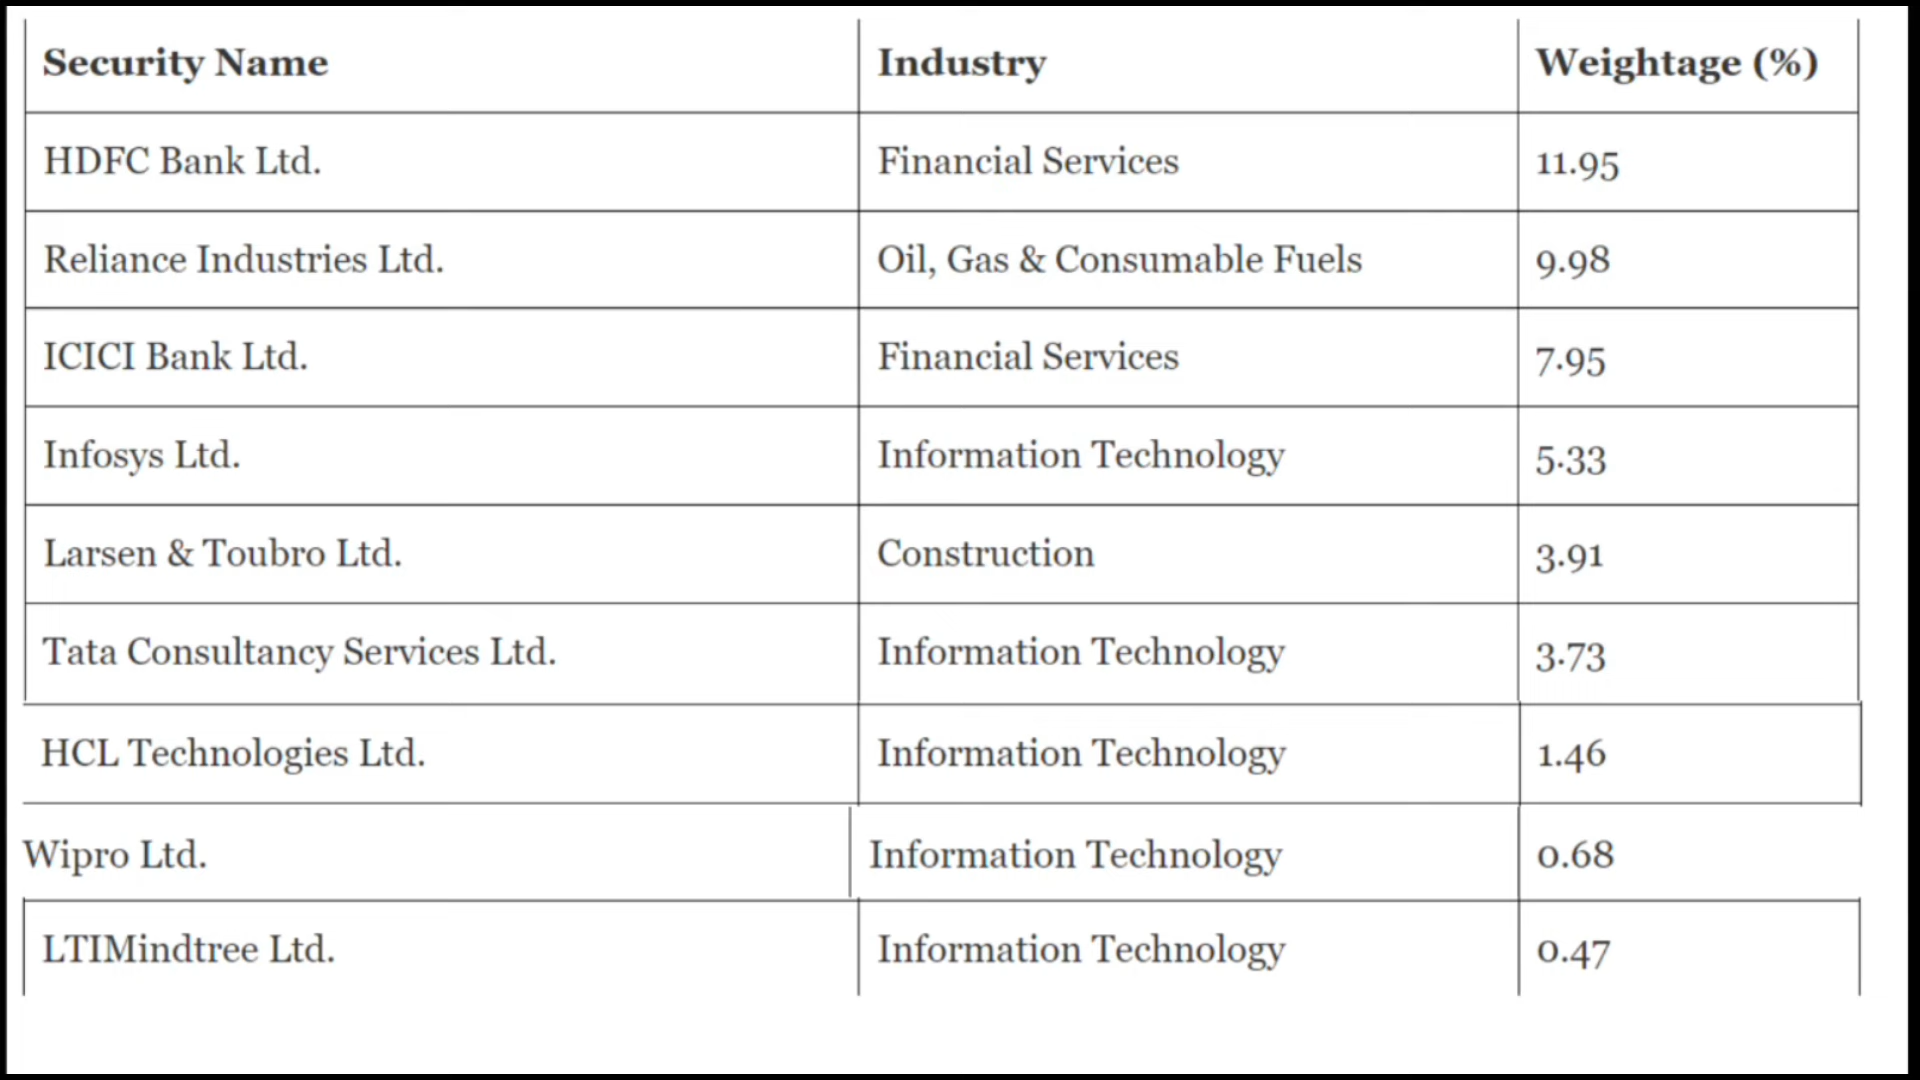 Security Name Industry Weightage (%)
HDFC Bank Ltd. Financial Services 11.95
Reliance Industries Ltd. Oil, Gas & Consumable Fuels 9.98
ICICI Bank Ltd. Financial Services 7.95
Infosys Ltd. Information Technology 5.33
Larsen & Toubro Ltd. Construction 3.91
Tata Consultancy Services Ltd. Information Technology 3.73
HCL Technologies Ltd. Information Technology 1.46
Wipro Ltd. Information Technology 0.68
LTIMindtree Ltd. Information Technology 0.47